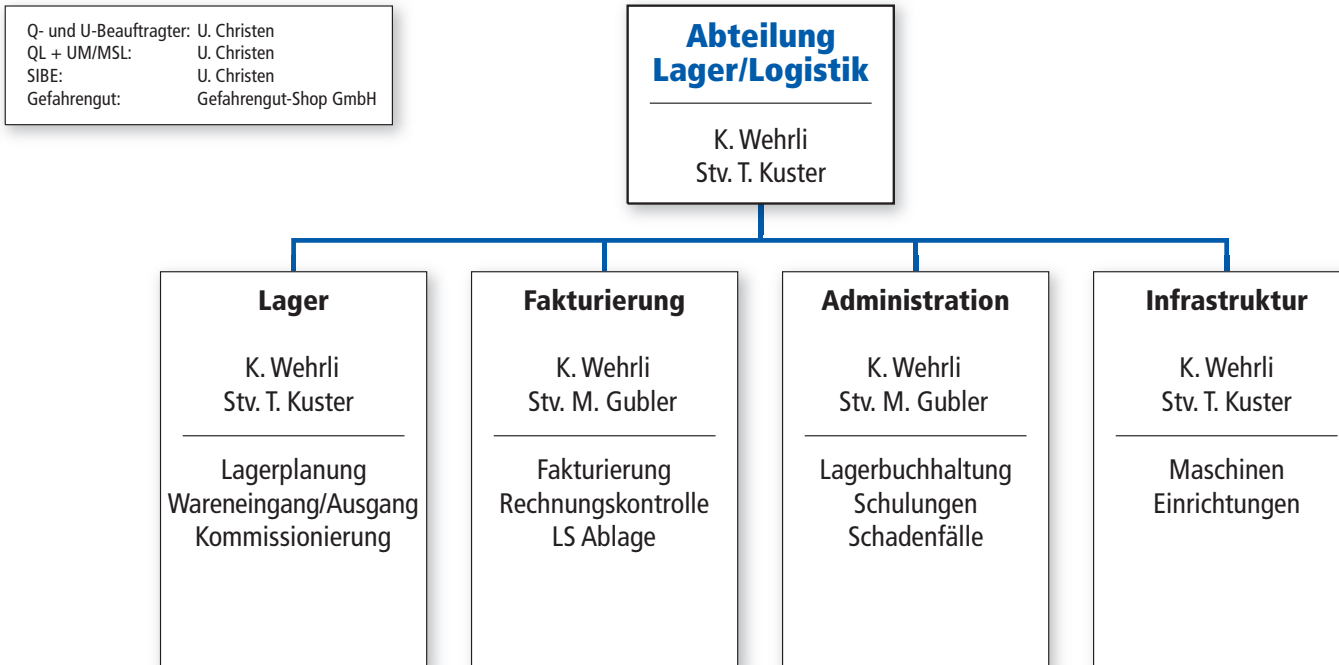 Q- und U-Beauftragter: U. Christen
QL + UM/MSL: U. Christen
SIBE: U. Christen
Gefahrengut: Gefahrengut-Shop GmbH
Abteilung
Lager/Logistik
K. Wehrli
Stv. T. Kuster
Lager
K. Wehrli
Stv. T. Kuster
Lagerplanung
Wareneingang/Ausgang
Kommissionierung
Fakturierung
K. Wehrli
Stv. M. Gubler
Fakturierung
Rechnungskontrolle
LS Ablage
Administration
K. Wehrli
Stv. M. Gubler
Lagerbuchhaltung
Schulungen
Schadenfälle
Infrastruktur
K. Wehrli
Stv. T. Kuster
Maschinen
Einrichtungen